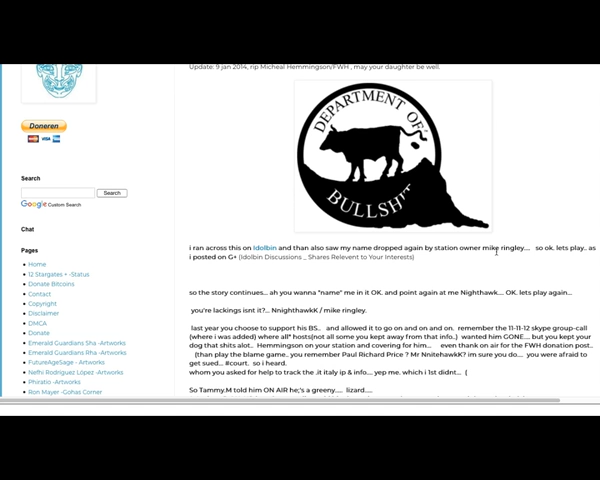 Update: 9 jan 2014, rip Micheal Hemmingson/FWH , may your daughter be well.
DEPARTMENT OF
BULLSHIT
Doneren
Search
Search
Google Custom Search
Chat
Pages
Home
12 Stargates + -Status
Donate Bitcoins
Contact
Copyright
Disclaimer
DMCA
Donate
Emerald Guardians Sha -Artworks
Emerald Guardians Rha -Artworks
FutureAgeSage - Artworks
Nefhi Rodríguez López -Artworks
Phiratio -Artworks
Ron Mayer -Gohas Corner
i ran across this on Idolbin and than also saw my name dropped again by station owner mike ringley.... so ok. lets play.. as
i posted on G+ (Idolbin Discussions _ Shares Relevent to Your Interests)
so the story continues... ah you wanna "name" me in it OK. and point again at me Nighthawk.... OK. lets play again...
you're lackings isnt it?... NnighthawkK / mike ringley.
last year you choose to support his BS.. and allowed it to go on and on and on. remember the 11-11-12 skype group-call
(where i was added) where all* hosts(not all some you kept away from that info..) wanted him GONE.... but you kept your
dog that shits alot.. Hemmingson on your station and covering for him... even thank on air for the FWH donation post..
(than play the blame game.. you remember Paul Richard Price ? Mr NnitehawkK? im sure you do.... you were afraid to
get sued... #court. so i heard.
whom you asked for help to track the .it italy ip & info.... yep me. which i 1st didnt... (
So Tammy.M told him ON AIR he;'s a greeny.... lizard.....